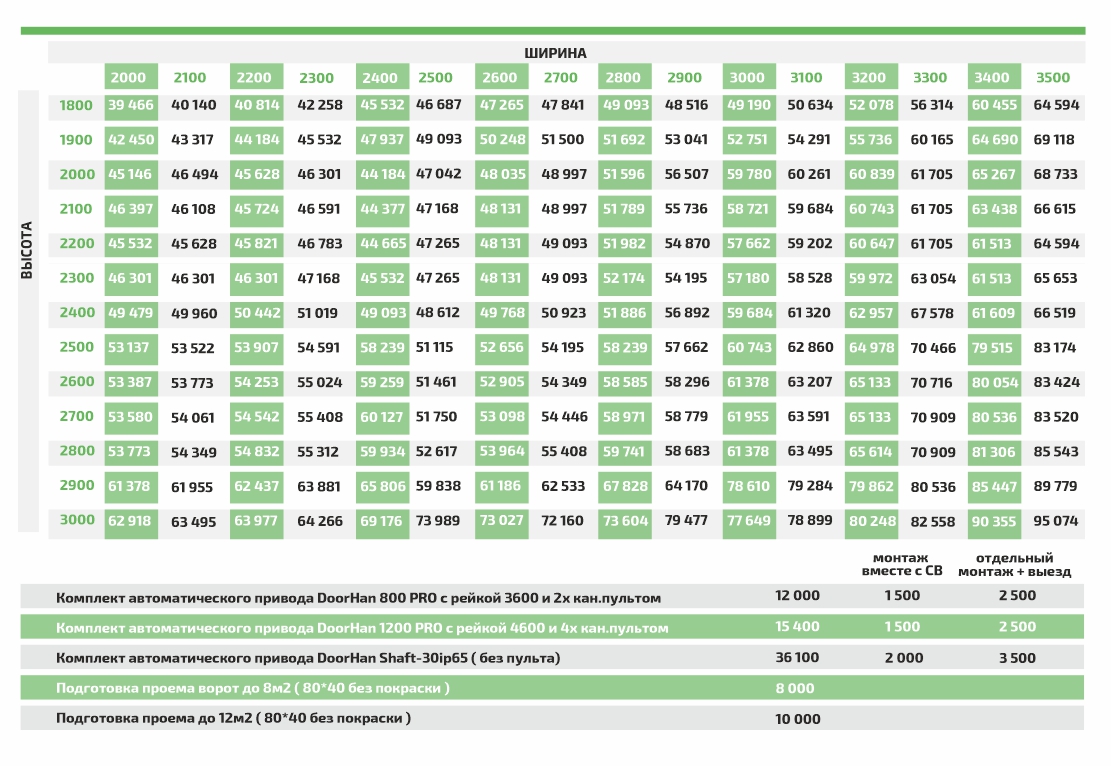 ШИРИНА
2000 2100 2200 2300 2400 2500 2600 2700 2800 2900 3000 3100 3200 3300 3400 3500
ВЫСОТА
1800 39 466 40 140 40 814 42 258 45 532 46 687 47 265 47 841 49 093 48 516 49 190 50 634 52 078 56 314 60 455 64 594
1900 42 450 43 317 44 184 45 532 47 937 49 093 50 248 51 500 51 692 53 041 52 751 54 291 55 736 60 165 64 690 69 118
2000 45 146 46 494 45 628 46 301 44 184 47 042 48 035 48 997 51 596 56 507 59 780 60 261 60 839 61 705 65 267 68 733
2100 46 397 46 108 45 724 46 591 44 377 47 168 48 131 48 997 51 789 55 736 58 721 59 684 60 743 61 705 63 438 66 615
2200 45 532 45 628 45 821 46 783 44 665 47 265 48 131 49 093 51 982 54 870 57 662 59 202 60 647 61 705 61 513 64 594
2300 46 301 46 301 46 301 47 168 45 532 47 265 48 131 49 093 52 174 54 195 57 180 58 528 59 972 63 054 61 513 65 653
2400 49 479 49 960 50 442 51 019 49 093 48 612 49 768 50 923 51 886 56 892 59 684 61 320 62 957 67 578 61 609 66 519
2500 53 137 53 522 53 907 54 591 58 239 51 115 52 656 54 195 58 239 57 662 60 743 62 860 64 978 70 466 79 515 83 174
2600 53 387 53 773 54 253 55 024 59 259 51 461 52 905 54 349 58 585 58 296 61 378 63 207 65 133 70 716 80 054 83 424
2700 53 580 54 061 54 542 55 408 60 127 51 750 53 098 54 446 58 971 58 779 61 955 63 591 65 133 70 909 80 536 83 520
2800 53 773 54 349 54 832 55 312 59 934 52 617 53 964 55 408 59 741 58 683 61 378 63 495 65 614 70 909 81 306 85 543
2900 61 378 61 955 62 437 63 881 65 806 59 838 61 186 62 533 67 828 64 170 78 610 79 284 79 862 80 536 85 447 89 779
3000 62 918 63 495 63 977 64 266 69 176 73 989 73 027 72 160 73 604 79 477 77 649 78 899 80 248 82 558 90 355 95 074
монтаж отдельный
вместе с СВ монтаж + выезд
Комплект автоматического привода DoorHan 800 PRO с рейкой 3600 и 2х кан.пультом 12 000 1 500 2 500
Комплект автоматического привода DoorHan 1200 PRO с рейкой 4600 и 4х кан.пультом 15 400 1 500 2 500
Комплект автоматического привода DoorHan Shaft-30ip65 ( без пульта) 36 100 2 000 3 500
Подготовка проема ворот до 8м2 ( 80*40 без покраски ) 8 000
Подготовка проема до 12м2 ( 80*40 без покраски ) 10 000